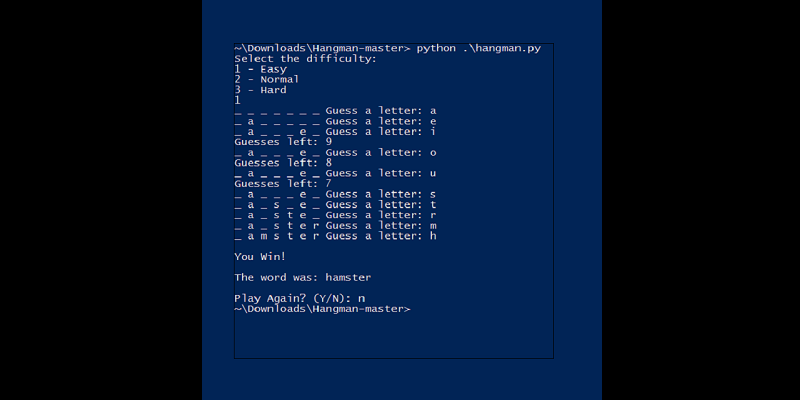 ~\Downloads\Hangman-master> python .\hangman.py
Select the difficulty:
1 - Easy
2 - Normal
3 - Hard
1
_ _ _ _ _ _ _ Guess a letter: a
_ a _ _ _ _ _ Guess a letter: e
_ a _ _ _ e _ Guess a letter: i
Guesses left: 9
_ a _ _ _ e _ Guess a letter: o
Guesses left: 8
_ a _ _ _ e _ Guess a letter: u
Guesses left: 7
_ a _ _ _ e _ Guess a letter: s
_ a _ s _ e _ Guess a letter: t
_ a _ s t e _ Guess a letter: r
_ a _ s t e r Guess a letter: m
_ a m s t e r Guess a letter: h
You Win!
The word was: hamster
Play Again? (Y/N): n
~\Downloads\Hangman-master>